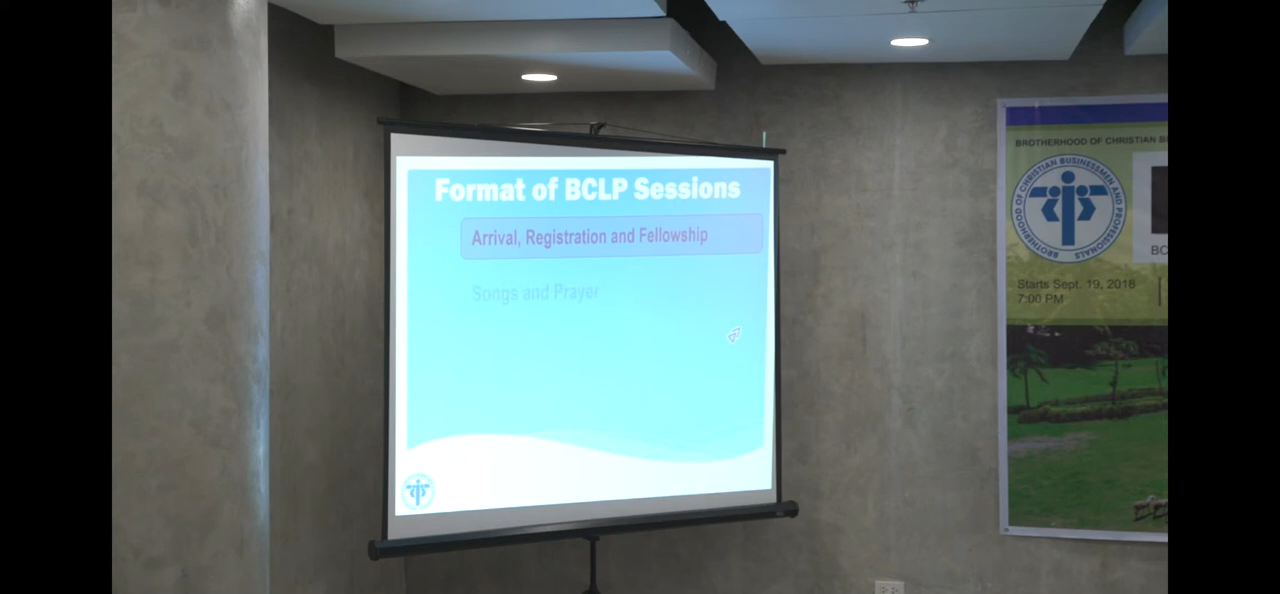 Format of BCLP Sessions
Arrival, Registration and Fellowship
Songs and Prayer
BROTHERHOOD OF CHRISTIAN B
BROTHERHOOD OF CHRISTIAN BUSINESSMEN AND PROFESSIONALS
BC
Starts Sept. 19, 2018
7:00 PM